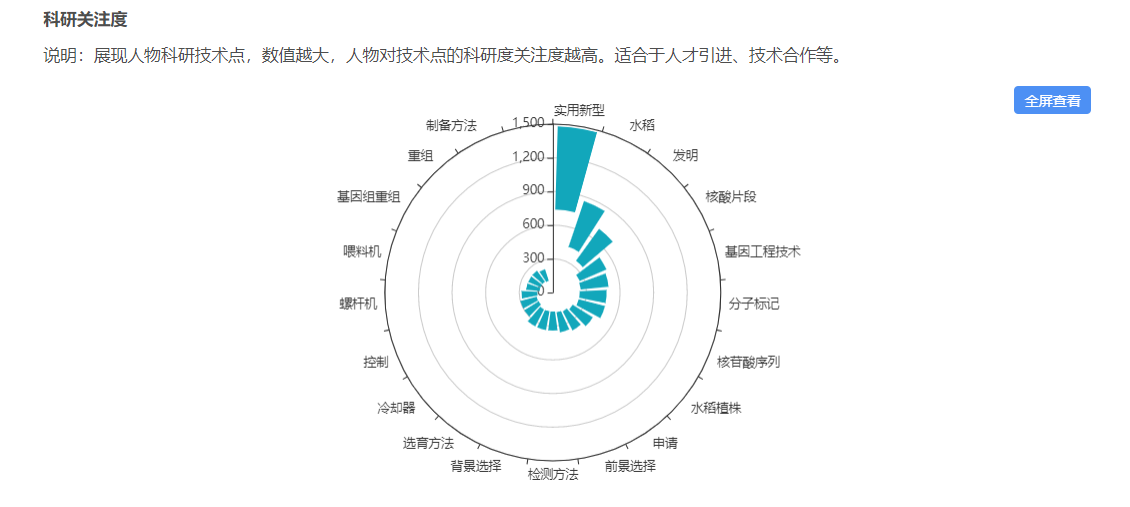 科研关注度
说明：展现人物科研技术点，数值越大，人物对技术点的科研度关注度越高。适合于人才引进、技术合作等。
全屏查看
实用新型
水稻
发明
核酸片段
基因工程技术
分子标记
核苷酸序列
水稻植株
申请
前景选择
检测方法
背景选择
选育方法
冷却器
控制
螺杆机
喂料机
基因组重组
重组
制备方法
1,500
1,200
900
600
300
0